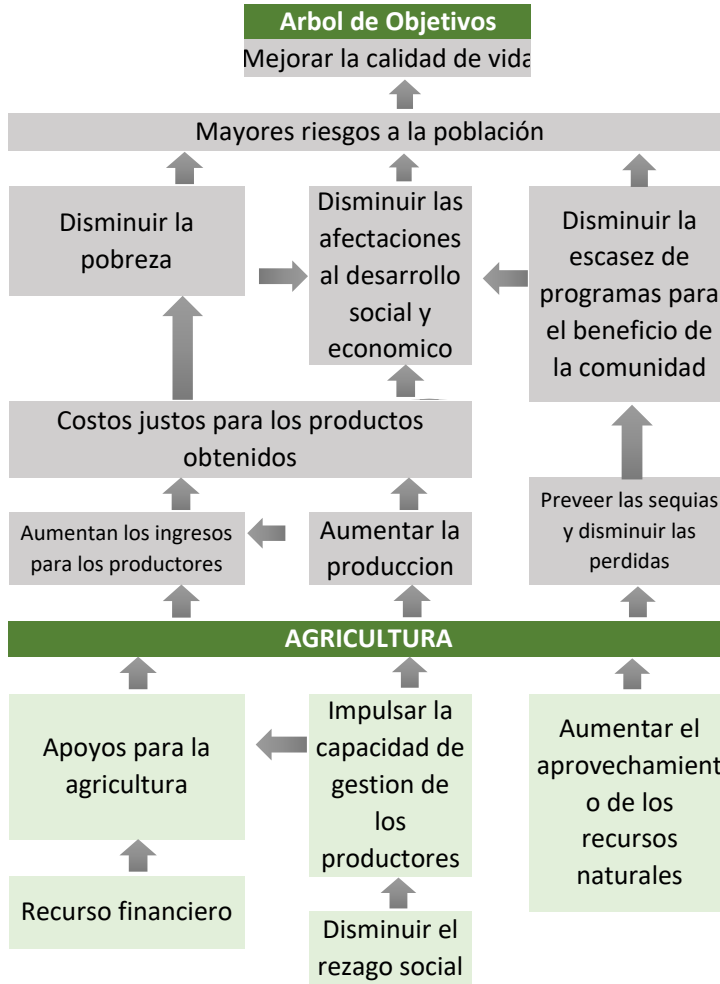 Arbol de Objetivos
Mejorar la calidad de vida
Mayores riesgos a la población
Disminuir la
pobreza
Disminuir las
afectaciones
al desarrollo
social y
economico
Disminuir la
escasez de
programas para
el beneficio de
la comunidad
Costos justos para los productos
obtenidos
Aumentan los ingresos
para los productores
Aumentar la
produccion
Preveer las sequias
y disminuir las
perdidas
AGRICULTURA
Apoyos para la
agricultura
Impulsar la
capacidad de
gestion de
los
productores
Aumentar el
aprovechamient
o de los
recursos
naturales
Recurso financiero
Disminuir el
rezago social